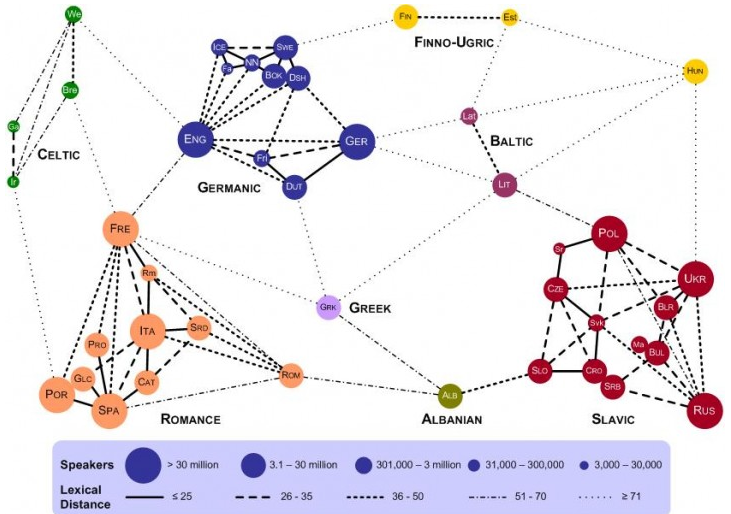 We
ICE
SWE
FIN
Est
FINNO-UGRIC
NN
Fa
BOK
DSH
HUN
Bre
Ga
Lat
ENG
GER
BALTIC
CELTIC
Fri
GERMANIC
DUT
LIT
Ir
FRE
POL
Sr
Rm
UKR
CZE
GRK
GREEK
BLR
ITA
SRD
Svk
PRO
Ma
BUL
GLC
CAT
ROM
SLO
CRO
SRB
POR
SPA
ALB
RUS
ROMANCE
ALBANIAN
SLAVIC
Speakers > 30 million 3.1 – 30 million 301,000 – 3 million 31,000 – 300,000 3,000 – 30,000
Lexical
Distance ≤ 25 26 - 35 36 - 50 51 - 70 ≥ 71